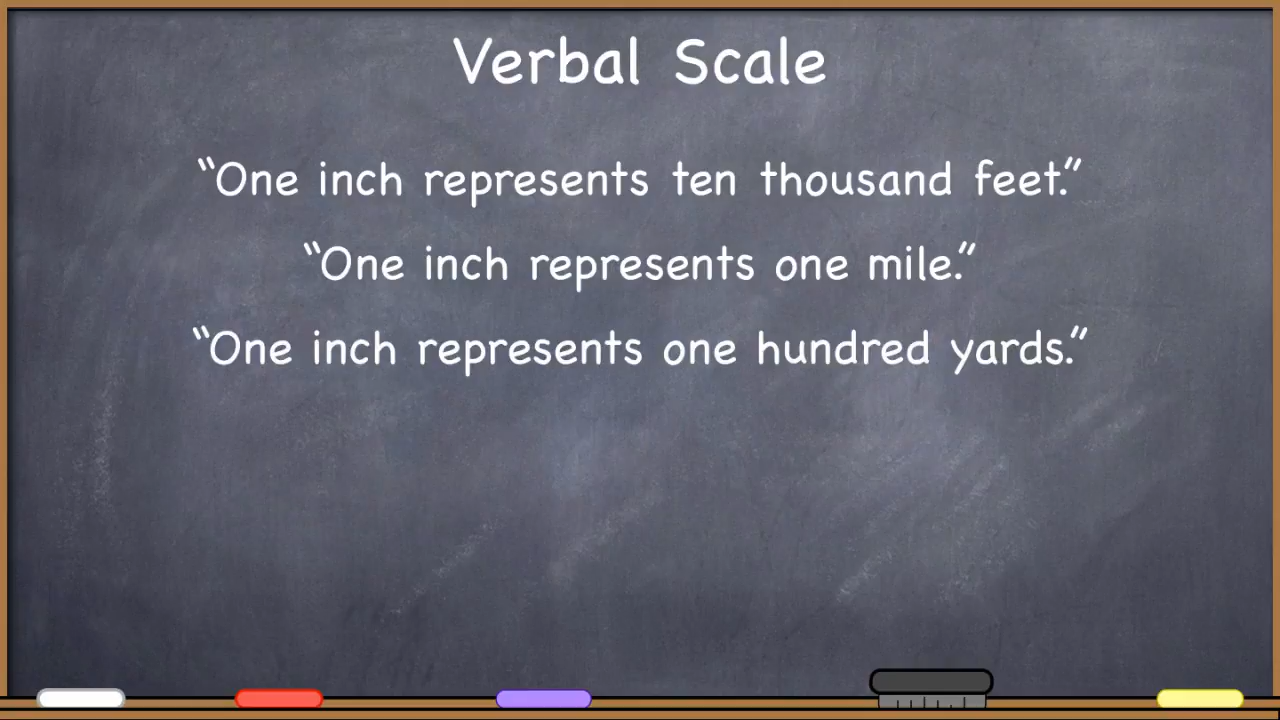 Verbal Scale
“One inch represents ten thousand feet.”
“One inch represents one mile.”
“One inch represents one hundred yards.”